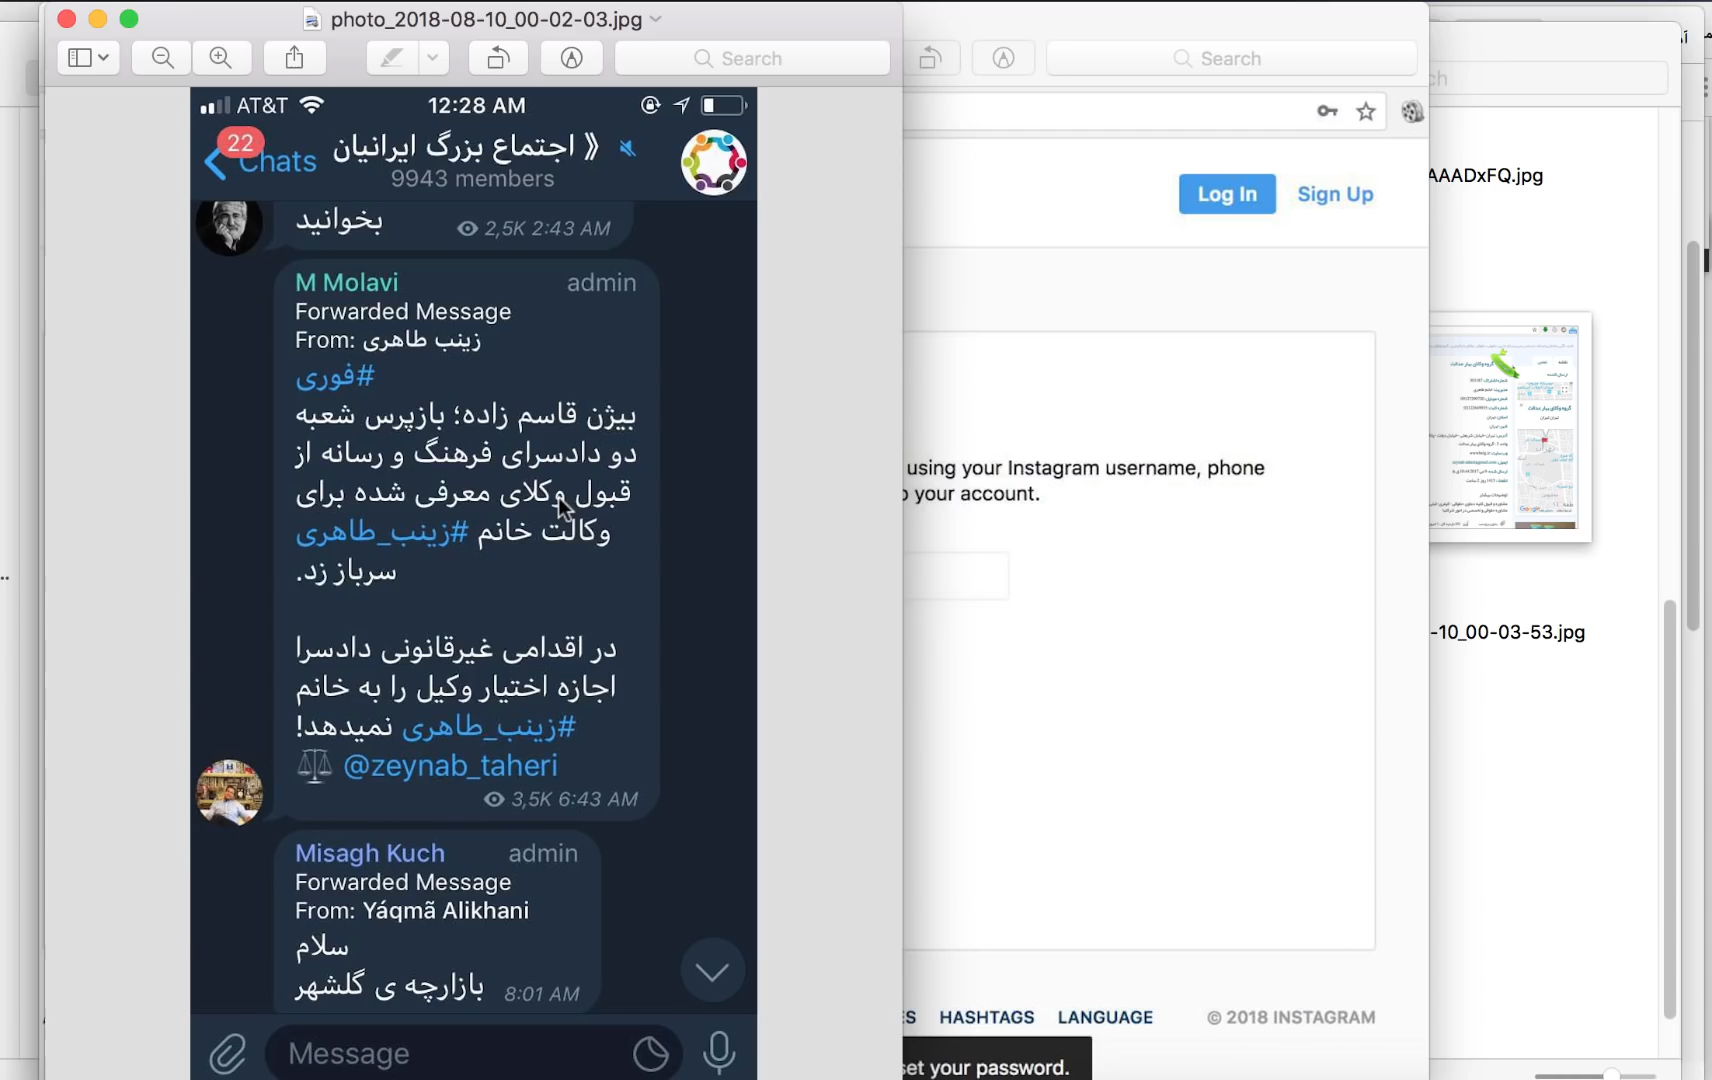 photo_2018-08-10_00-02-03.jpg
Search
Search
AT&T
12:28 AM
22
Chats
اجتماع بزرگ ایرانیان 》
9943 members
بخوانید
2,5K 2:43 AM
M Molavi
admin
Forwarded Message
From: زینب طاهری
#فوری
بیژن قاسم زاده؛ بازپرس شعبه
دو دادسرای فرهنگ و رسانه از
قبول وکلای معرفی شده برای
وکالت خانم #زینب_طاهری
سرباز زد.
در اقدامی غیرقانونی دادسرا
اجازه اختیار وکیل را به خانم
#زینب_طاهری نمیدهد!
@zeynab_taheri
3,5K 6:43 AM
Misagh Kuch
admin
Forwarded Message
From: Yáqmã Alikhani
سلام
بازارچه ی گلشهر
8:01 AM
Message
Log In
Sign Up
using your Instagram username, phone
your account.
HASHTAGS
LANGUAGE
© 2018 INSTAGRAM
set your password.
AAADxFQ.jpg
-10_00-03-53.jpg